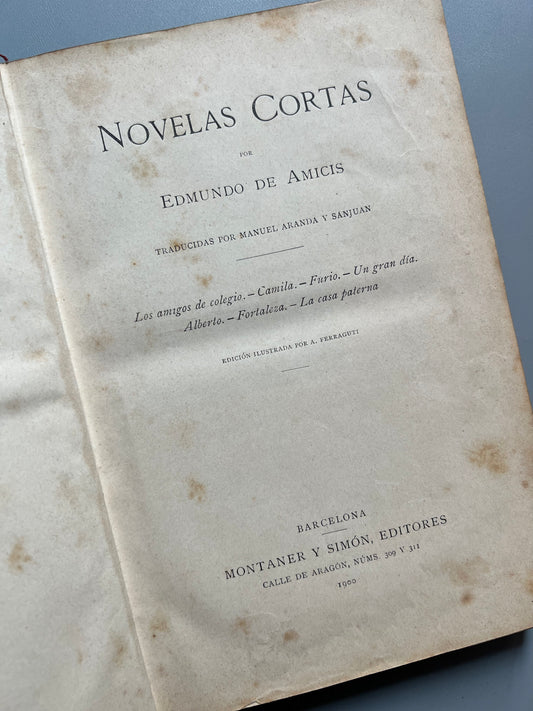 NOVELAS CORTAS
POR
EDMUNDO DE AMICIS
TRADUCIDAS POR MANUEL ARANDA Y SANJUAN
Los amigos de colegio. – Camila. – Furio. – Un gran día.
Alberto. – Fortaleza. – La casa paterna
EDICIÓN ILUSTRADA POR A. FERRAGUTI
BARCELONA
MONTANER Y SIMÓN, EDITORES
CALLE DE ARAGÓN, NÚMS. 309 Y 311
1900